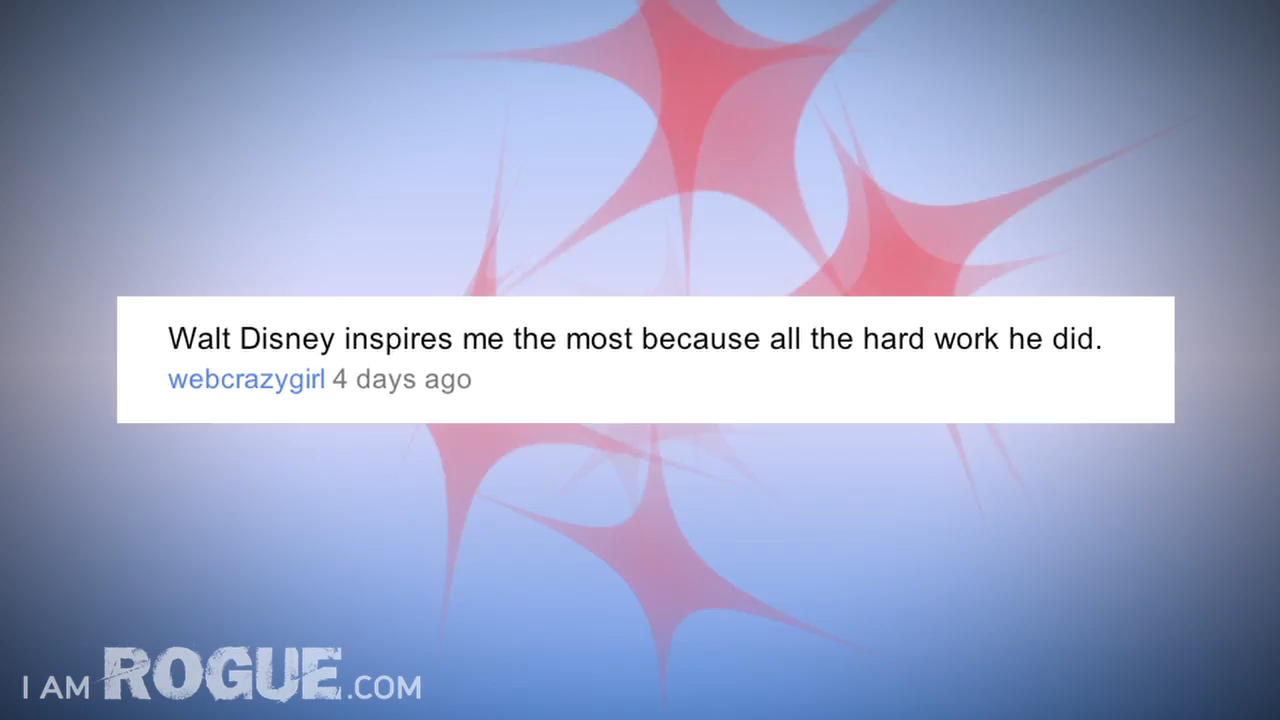 Walt Disney inspires me the most because all the hard work he did.
webcrazygirl 4 days ago
I AM ROGUE.COM